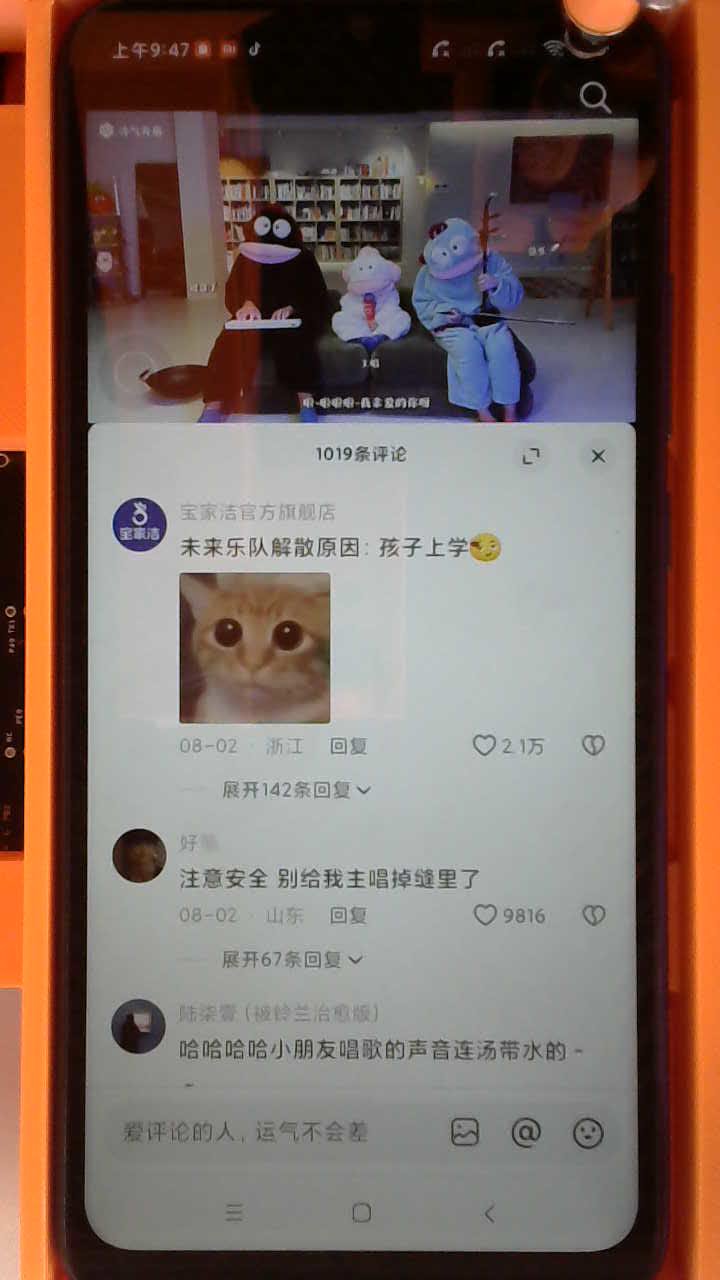 上午9:47
1019条评论
宝家洁官方旗舰店
宝家洁
未来乐队解散原因：孩子上学
08-02 · 浙江 回复 2.1万
展开142条回复
好
注意安全 别给我主唱掉缝里了
08-02 · 山东 回复 9816
展开67条回复
陆柒壹（被铃兰治愈版）
哈哈哈哈小朋友唱歌的声音连汤带水的 -
爱评论的人，运气不会差